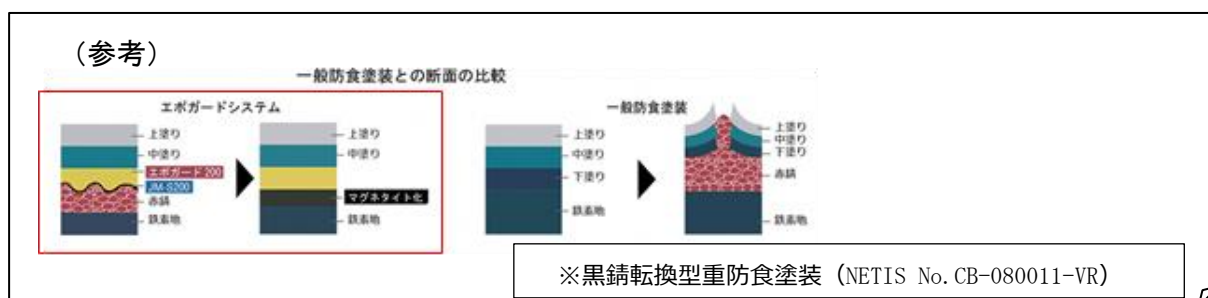 （参考）
一般防食塗装との断面の比較
エポガードシステム
上塗り
中塗り
エポガード200
JM-S200
赤錆
鉄素地
上塗り
中塗り
マグネタイト化
鉄素地
一般防食塗装
上塗り
中塗り
下塗り
鉄素地
上塗り
中塗り
下塗り
赤錆
鉄素地
※黒錆転換型重防食塗装（NETIS No.CB-080011-VR）